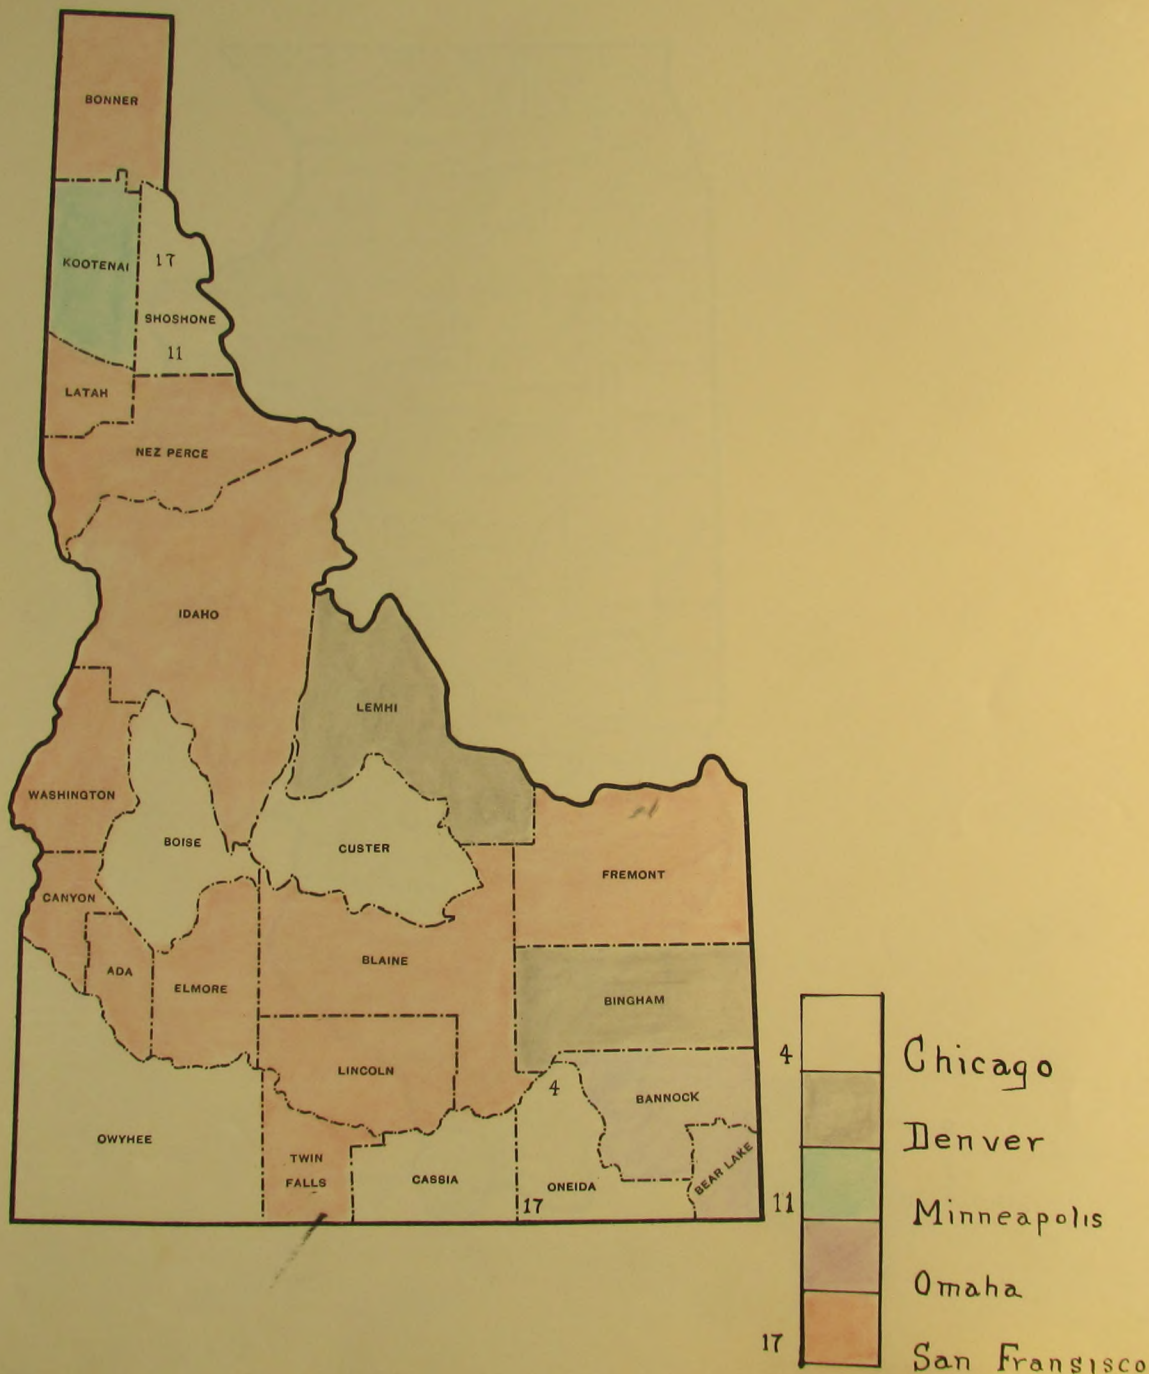 BONNER
KOOTENAI
17
SHOSHONE
11
LATAH
NEZ PERCE
IDAHO
LEMHI
WASHINGTON
BOISE
CUSTER
FREMONT
CANYON
BLAINE
ADA
ELMORE
BINGHAM
LINCOLN
4
BANNOCK
OWYHEE
TWIN
FALLS
CASSIA
ONEIDA
BEAR LAKE
17
4 Chicago
Denver
11 Minneapolis
Omaha
17 San Fransisco